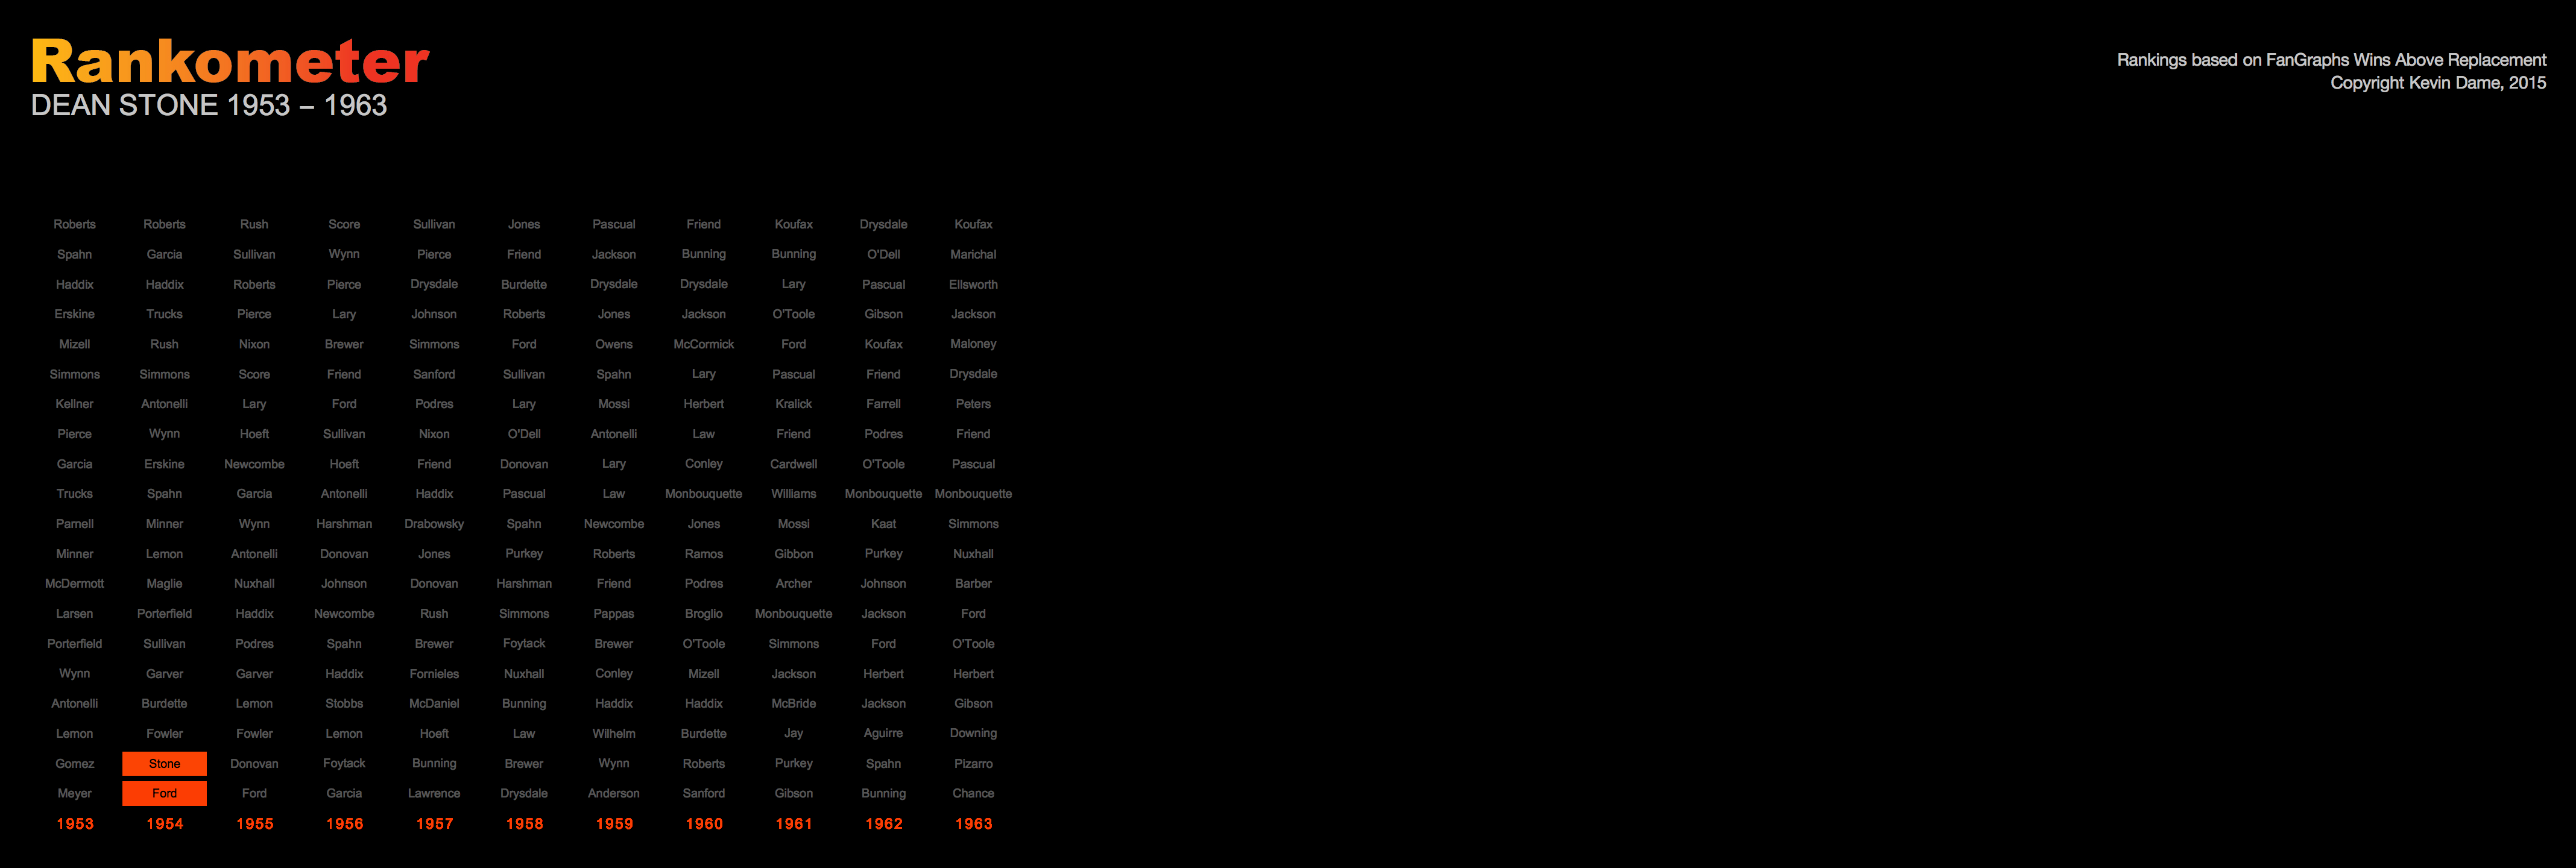 Rankometer
DEAN STONE 1953 – 1963
Rankings based on FanGraphs Wins Above Replacement
Copyright Kevin Dame, 2015
Roberts Roberts Rush Score Sullivan Jones Pascual Friend Koufax Drysdale Koufax
Spahn Garcia Sullivan Wynn Pierce Friend Jackson Bunning Bunning O'Dell Marichal
Haddix Haddix Roberts Pierce Drysdale Burdette Drysdale Drysdale Lary Pascual Ellsworth
Erskine Trucks Pierce Lary Johnson Roberts Jones Jackson O'Toole Gibson Jackson
Mizell Rush Nixon Brewer Simmons Ford Owens McCormick Ford Koufax Maloney
Simmons Simmons Score Friend Sanford Sullivan Spahn Lary Pascual Friend Drysdale
Kellner Antonelli Lary Ford Podres Lary Mossi Herbert Kralick Farrell Peters
Pierce Wynn Hoeft Sullivan Nixon O'Dell Antonelli Law Friend Podres Friend
Garcia Erskine Newcombe Hoeft Friend Donovan Lary Conley Cardwell O'Toole Pascual
Trucks Spahn Garcia Antonelli Haddix Pascual Law Monbouquette Williams Monbouquette Monbouquette
Parnell Minner Wynn Harshman Drabowsky Spahn Newcombe Jones Mossi Kaat Simmons
Minner Lemon Antonelli Donovan Jones Purkey Roberts Ramos Gibbon Purkey Nuxhall
McDermott Maglie Nuxhall Johnson Donovan Harshman Friend Podres Archer Johnson Barber
Larsen Porterfield Haddix Newcombe Rush Simmons Pappas Broglio Monbouquette Jackson Ford
Porterfield Sullivan Podres Spahn Brewer Foytack Brewer O'Toole Simmons Ford O'Toole
Wynn Garver Garver Haddix Fornieles Nuxhall Conley Mizell Jackson Herbert Herbert
Antonelli Burdette Lemon Stobbs McDaniel Bunning Haddix Haddix McBride Jackson Gibson
Lemon Fowler Fowler Lemon Hoeft Law Wilhelm Burdette Jay Aguirre Downing
Gomez Stone Donovan Foytack Bunning Brewer Wynn Roberts Purkey Spahn Pizarro
Meyer Ford Ford Garcia Lawrence Drysdale Anderson Sanford Gibson Bunning Chance
1953 1954 1955 1956 1957 1958 1959 1960 1961 1962 1963